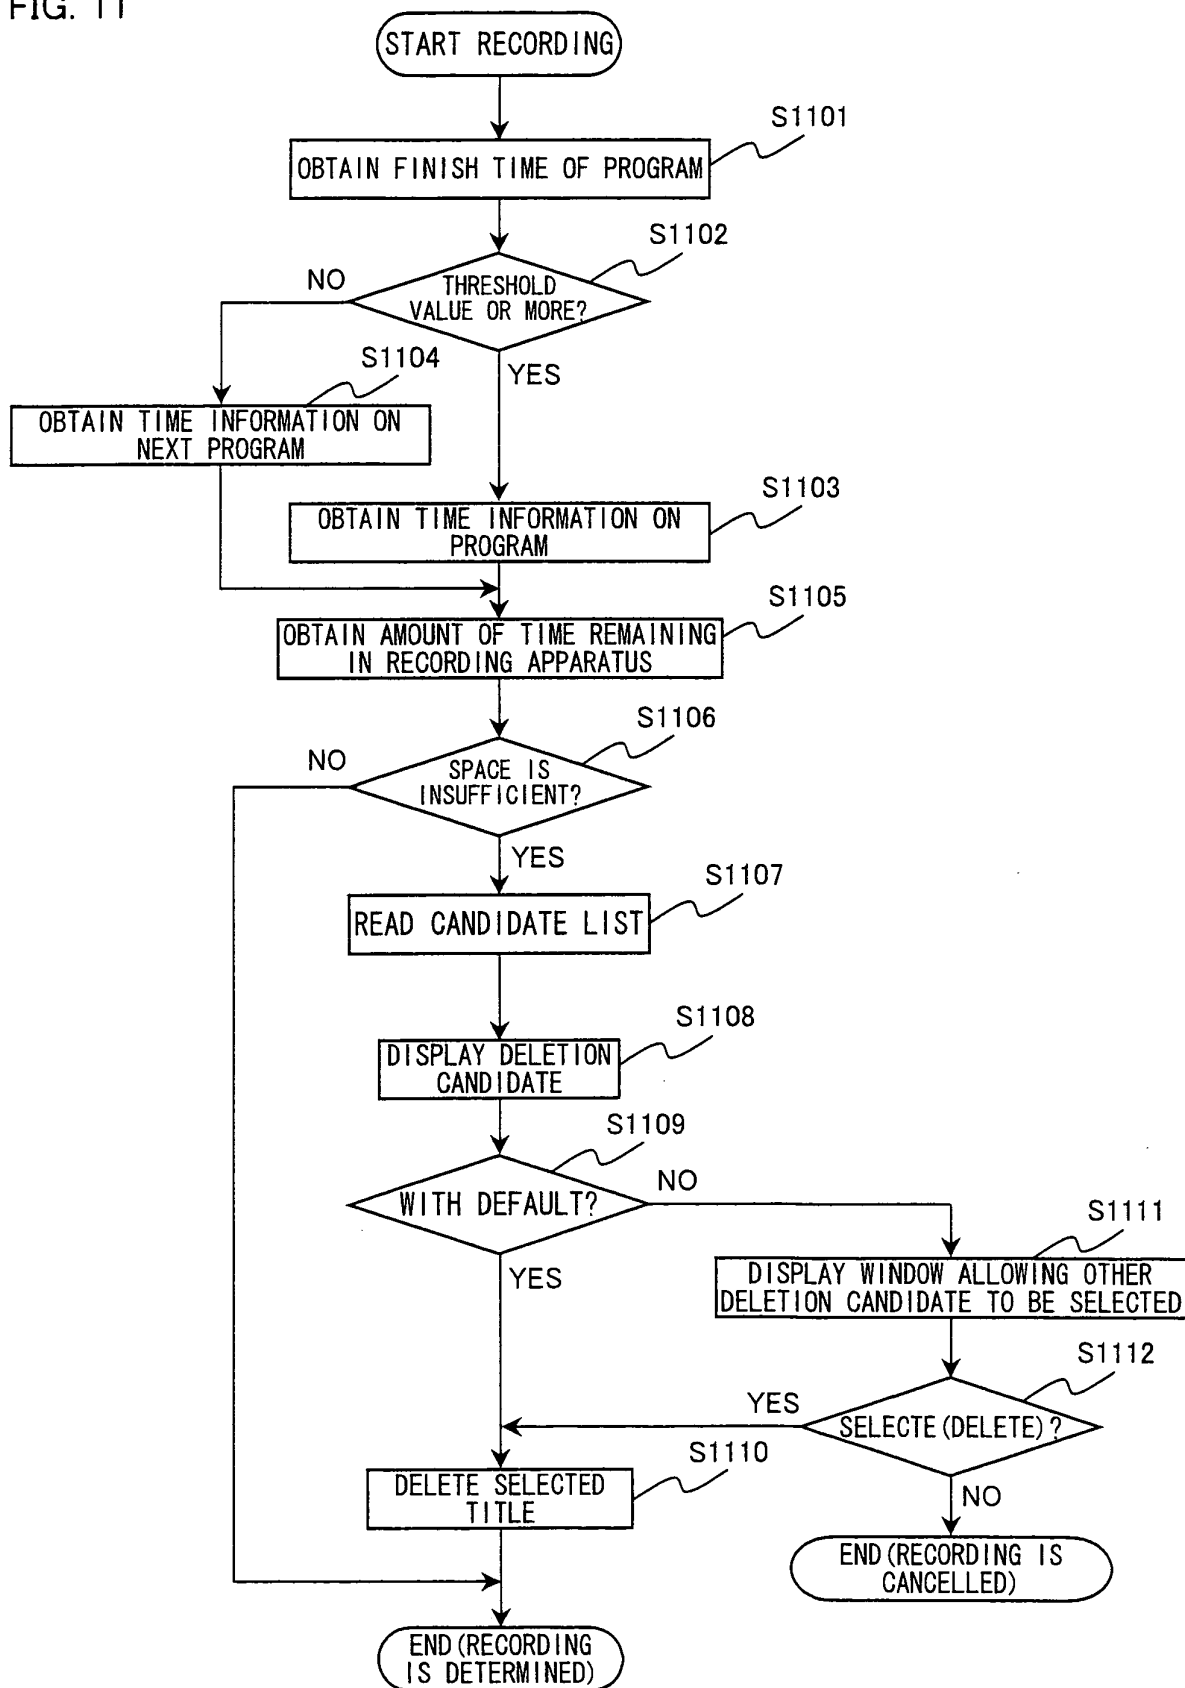 FIG. 11
START RECORDING
S1101
OBTAIN FINISH TIME OF PROGRAM
S1102
NO
THRESHOLD
VALUE OR MORE?
S1104
YES
OBTAIN TIME INFORMATION ON
NEXT PROGRAM
S1103
OBTAIN TIME INFORMATION ON
PROGRAM
S1105
OBTAIN AMOUNT OF TIME REMAINING
IN RECORDING APPARATUS
S1106
NO
SPACE IS
INSUFFICIENT?
YES
S1107
READ CANDIDATE LIST
S1108
DISPLAY DELETION
CANDIDATE
S1109
NO
WITH DEFAULT?
S1111
YES
DISPLAY WINDOW ALLOWING OTHER
DELETION CANDIDATE TO BE SELECTED
S1112
YES
SELECTE(DELETE)?
S1110
DELETE SELECTED
TITLE
NO
END(RECORDING IS
CANCELLED)
END(RECORDING
IS DETERMINED)